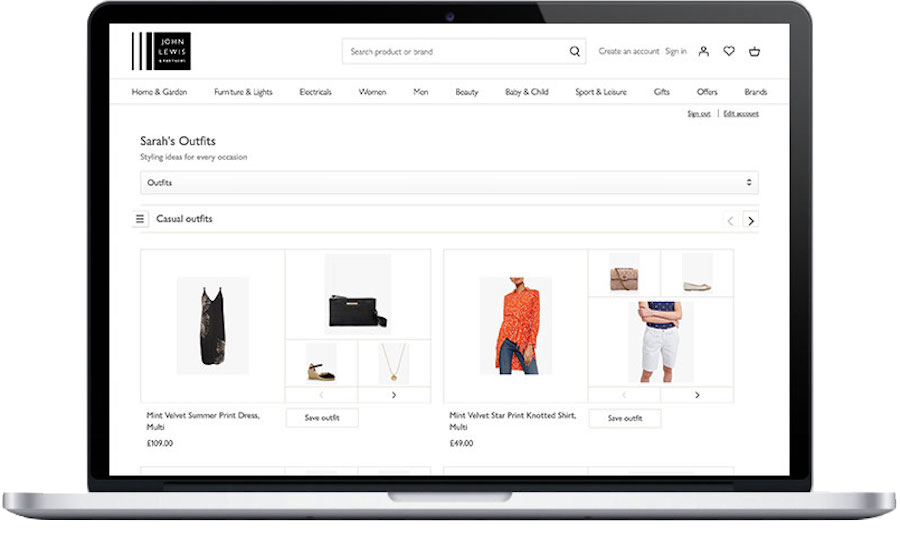 JOHN
LEWIS
& PARTNERS
Search product or brand
Create an account Sign in
Home & Garden Furniture & Lights Electricals Women Men Beauty Baby & Child Sport & Leisure Gifts Offers Brands
Sign out | Edit account
Sarah's Outfits
Styling ideas for every occasion
Outfits
Casual outfits
Mint Velvet Summer Print Dress,
Multi
£109.00
Save outfit
Mint Velvet Star Print Knotted Shirt,
Multi
£49.00
Save outfit